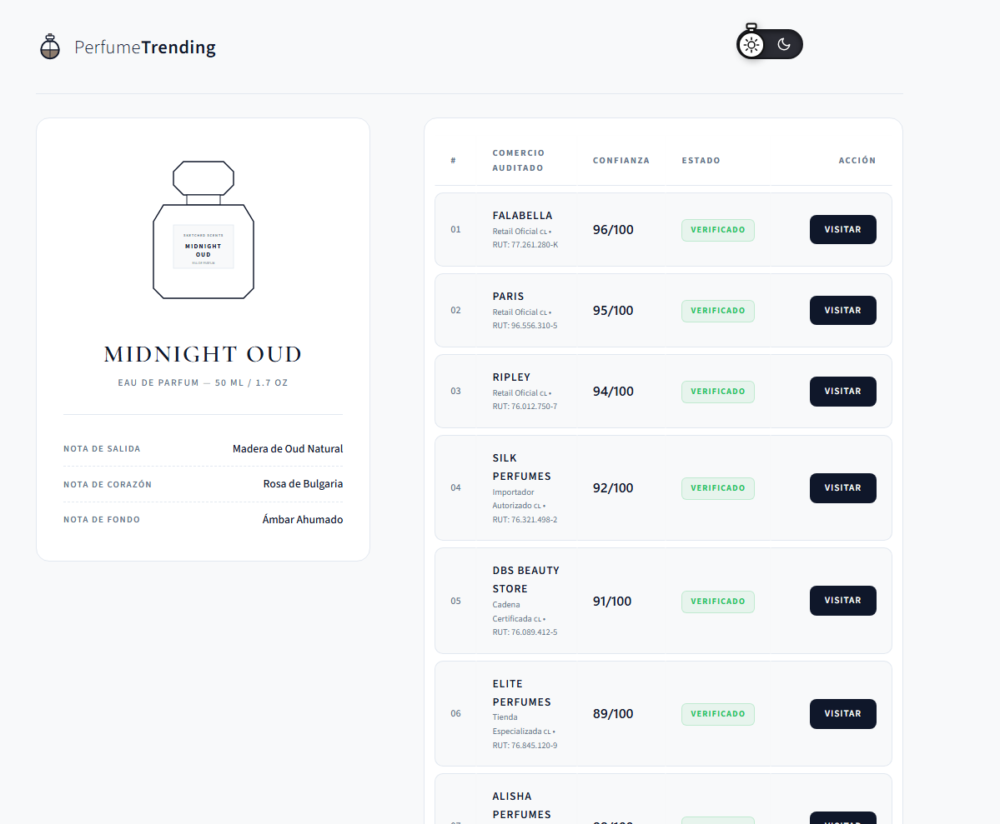 PerfumeTrending
SKETCHED SCENTS
MIDNIGHT
OUD
EAU DE PARFUM
MIDNIGHT OUD
EAU DE PARFUM — 50 ML / 1.7 OZ
NOTA DE SALIDA Madera de Oud Natural
NOTA DE CORAZÓN Rosa de Bulgaria
NOTA DE FONDO Ámbar Ahumado
# COMERCIO AUDITADO CONFIANZA ESTADO ACCIÓN
01 FALABELLA 96/100 VERIFICADO VISITAR
Retail Oficial CL •
RUT: 77.261.280-K
02 PARIS 95/100 VERIFICADO VISITAR
Retail Oficial CL •
RUT: 96.556.310-5
03 RIPLEY 94/100 VERIFICADO VISITAR
Retail Oficial CL •
RUT: 76.012.750-7
04 SILK PERFUMES 92/100 VERIFICADO VISITAR
Importador
Autorizado CL •
RUT: 76.321.498-2
05 DBS BEAUTY STORE 91/100 VERIFICADO VISITAR
Cadena
Certificada CL •
RUT: 76.089.412-5
06 ELITE PERFUMES 89/100 VERIFICADO VISITAR
Tienda
Especializada CL •
RUT: 76.845.120-9
ALISHA
PERFUMES
VISITAR